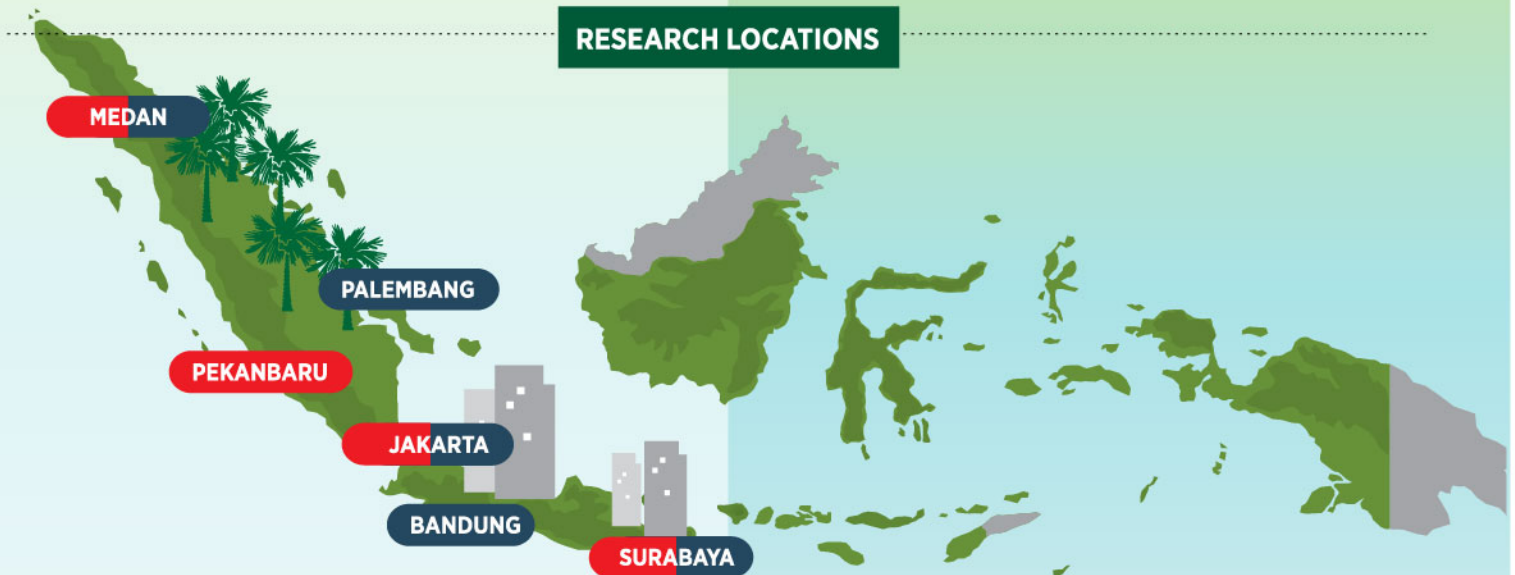 RESEARCH LOCATIONS
MEDAN
PALEMBANG
PEKANBARU
JAKARTA
BANDUNG
SURABAYA